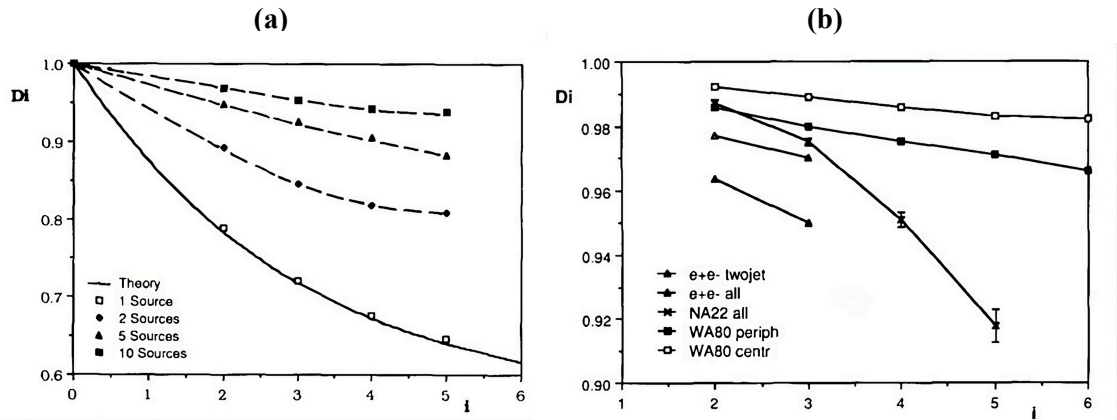 (a)
Di
1.0
0.9
0.8
0.7
0.6
Theory
1 Source
2 Sources
5 Sources
10 Sources
0 1 2 3 4 5 6
i
(b)
Di
1.00
0.98
0.96
0.94
0.92
0.90
e+e- twojet
e+e- all
NA22 all
WA80 periph
WA80 centr
1 2 3 4 5 6
i